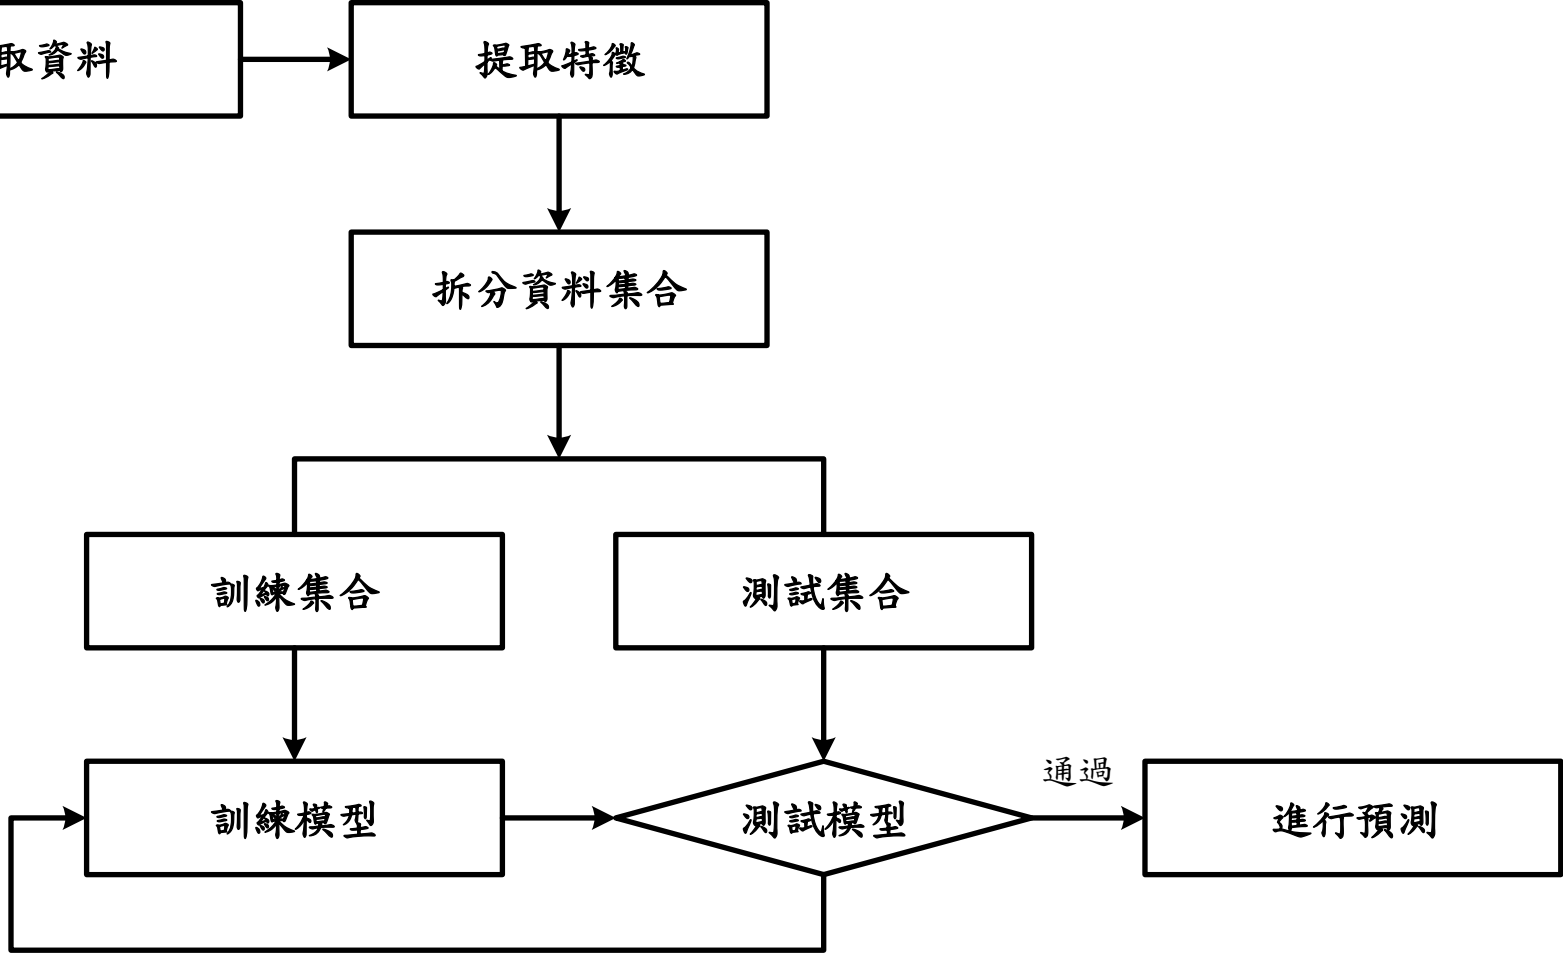 取資料
提取特徵
拆分資料集合
訓練集合
測試集合
通過
訓練模型
測試模型
進行預測